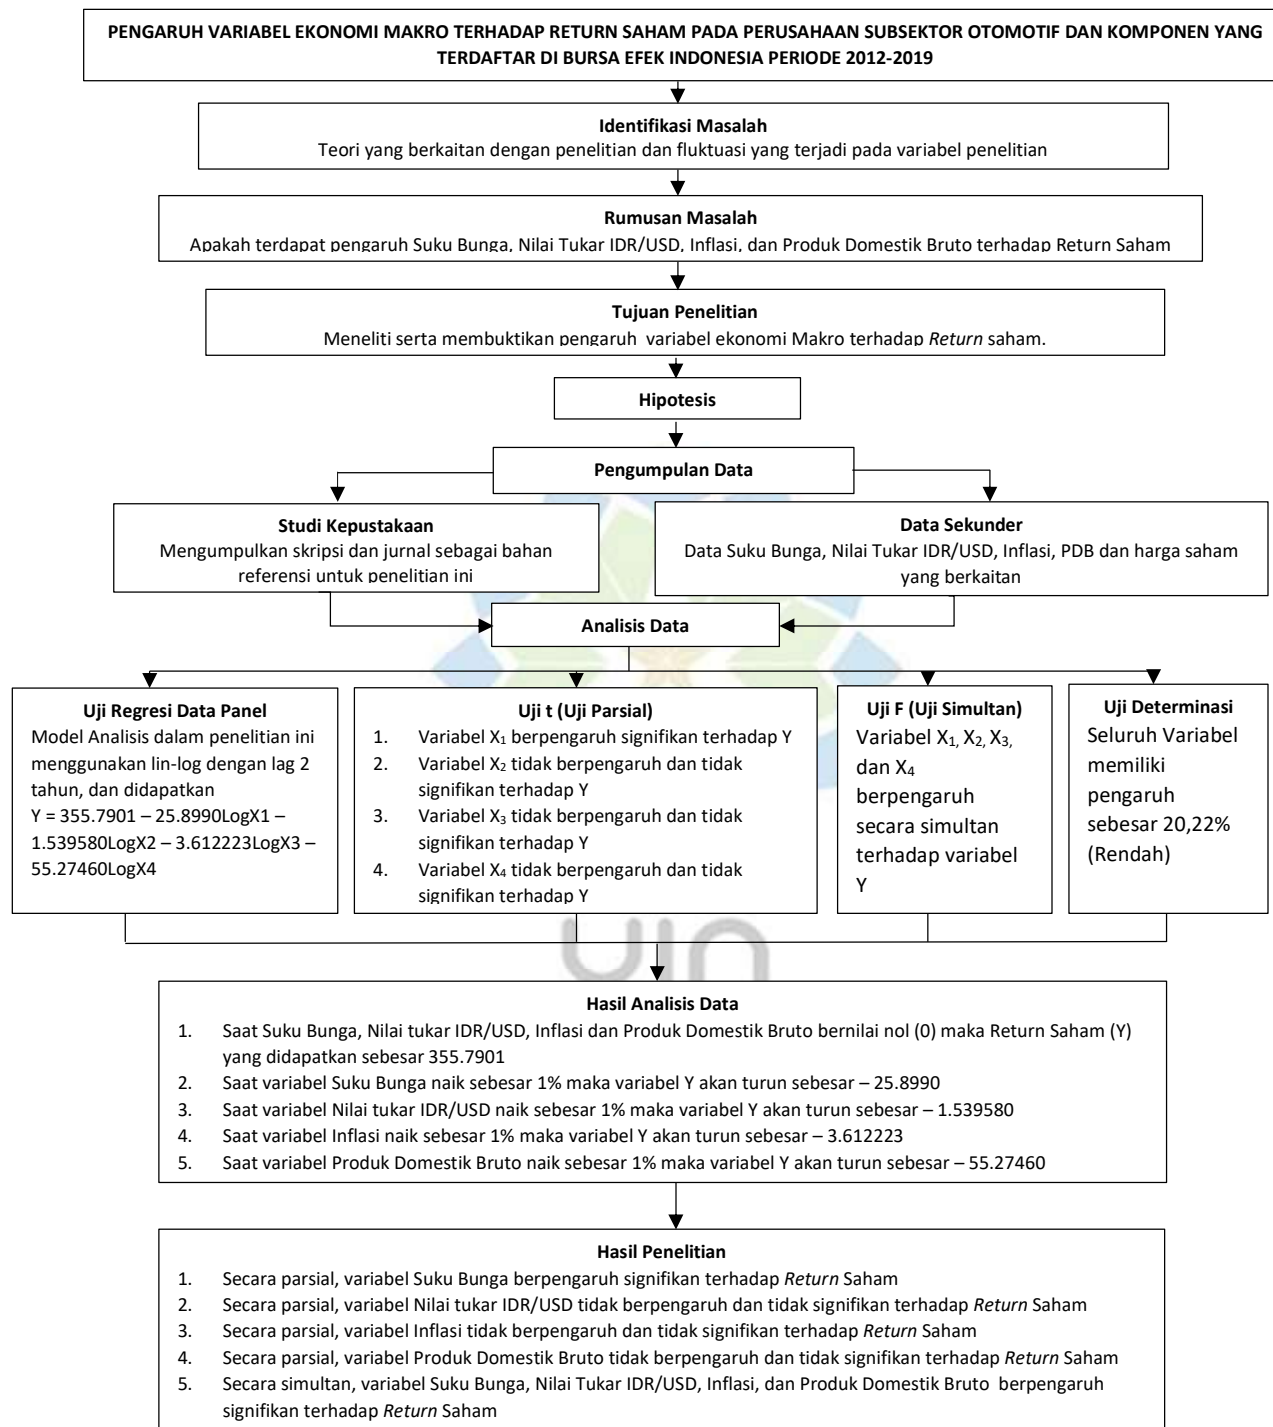 PENGARUH VARIABEL EKONOMI MAKRO TERHADAP RETURN SAHAM PADA PERUSAHAAN SUBSEKTOR OTOMOTIF DAN KOMPONEN YANG
TERDAFTAR DI BURSA EFEK INDONESIA PERIODE 2012-2019
Identifikasi Masalah
Teori yang berkaitan dengan penelitian dan fluktuasi yang terjadi pada variabel penelitian
Rumusan Masalah
Apakah terdapat pengaruh Suku Bunga, Nilai Tukar IDR/USD, Inflasi, dan Produk Domestik Bruto terhadap Return Saham
Tujuan Penelitian
Meneliti serta membuktikan pengaruh variabel ekonomi Makro terhadap Return saham.
Hipotesis
Pengumpulan Data
Studi Kepustakaan
Mengumpulkan skripsi dan jurnal sebagai bahan
referensi untuk penelitian ini
Data Sekunder
Data Suku Bunga, Nilai Tukar IDR/USD, Inflasi, PDB dan harga saham
yang berkaitan
Analisis Data
Uji Regresi Data Panel
Model Analisis dalam penelitian ini
menggunakan lin-log dengan lag 2
tahun, dan didapatkan
Y = 355.7901 – 25.8990LogX1 –
1.539580LogX2 – 3.612223LogX3 –
55.27460LogX4
Uji t (Uji Parsial)
1. Variabel X₁ berpengaruh signifikan terhadap Y
2. Variabel X₂ tidak berpengaruh dan tidak
signifikan terhadap Y
3. Variabel X₃ tidak berpengaruh dan tidak
signifikan terhadap Y
4. Variabel X₄ tidak berpengaruh dan tidak
signifikan terhadap Y
Uji F (Uji Simultan)
Variabel X₁, X₂, X₃,
dan X₄
berpengaruh
secara simultan
terhadap variabel
Y
Uji Determinasi
Seluruh Variabel
memiliki
pengaruh
sebesar 20,22%
(Rendah)
uin
Hasil Analisis Data
1. Saat Suku Bunga, Nilai tukar IDR/USD, Inflasi dan Produk Domestik Bruto bernilai nol (0) maka Return Saham (Y)
yang didapatkan sebesar 355.7901
2. Saat variabel Suku Bunga naik sebesar 1% maka variabel Y akan turun sebesar – 25.8990
3. Saat variabel Nilai tukar IDR/USD naik sebesar 1% maka variabel Y akan turun sebesar – 1.539580
4. Saat variabel Inflasi naik sebesar 1% maka variabel Y akan turun sebesar – 3.612223
5. Saat variabel Produk Domestik Bruto naik sebesar 1% maka variabel Y akan turun sebesar – 55.27460
Hasil Penelitian
1. Secara parsial, variabel Suku Bunga berpengaruh signifikan terhadap Return Saham
2. Secara parsial, variabel Nilai tukar IDR/USD tidak berpengaruh dan tidak signifikan terhadap Return Saham
3. Secara parsial, variabel Inflasi tidak berpengaruh dan tidak signifikan terhadap Return Saham
4. Secara parsial, variabel Produk Domestik Bruto tidak berpengaruh dan tidak signifikan terhadap Return Saham
5. Secara simultan, variabel Suku Bunga, Nilai Tukar IDR/USD, Inflasi, dan Produk Domestik Bruto berpengaruh
signifikan terhadap Return Saham